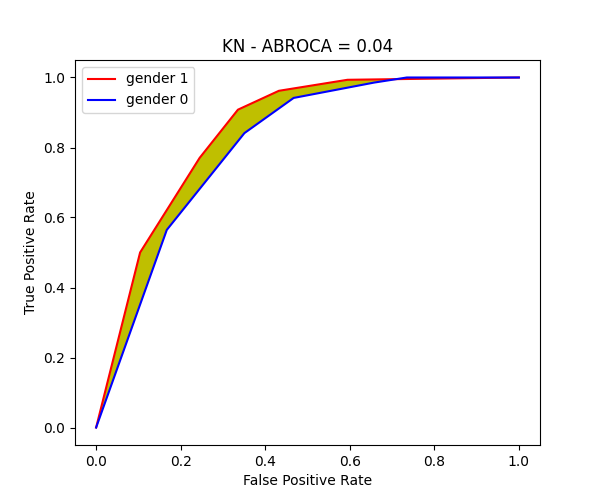 KN - ABROCA = 0.04
gender 1
gender 0
1.0
0.8
0.6
0.4
0.2
0.0
True Positive Rate
0.0 0.2 0.4 0.6 0.8 1.0
False Positive Rate